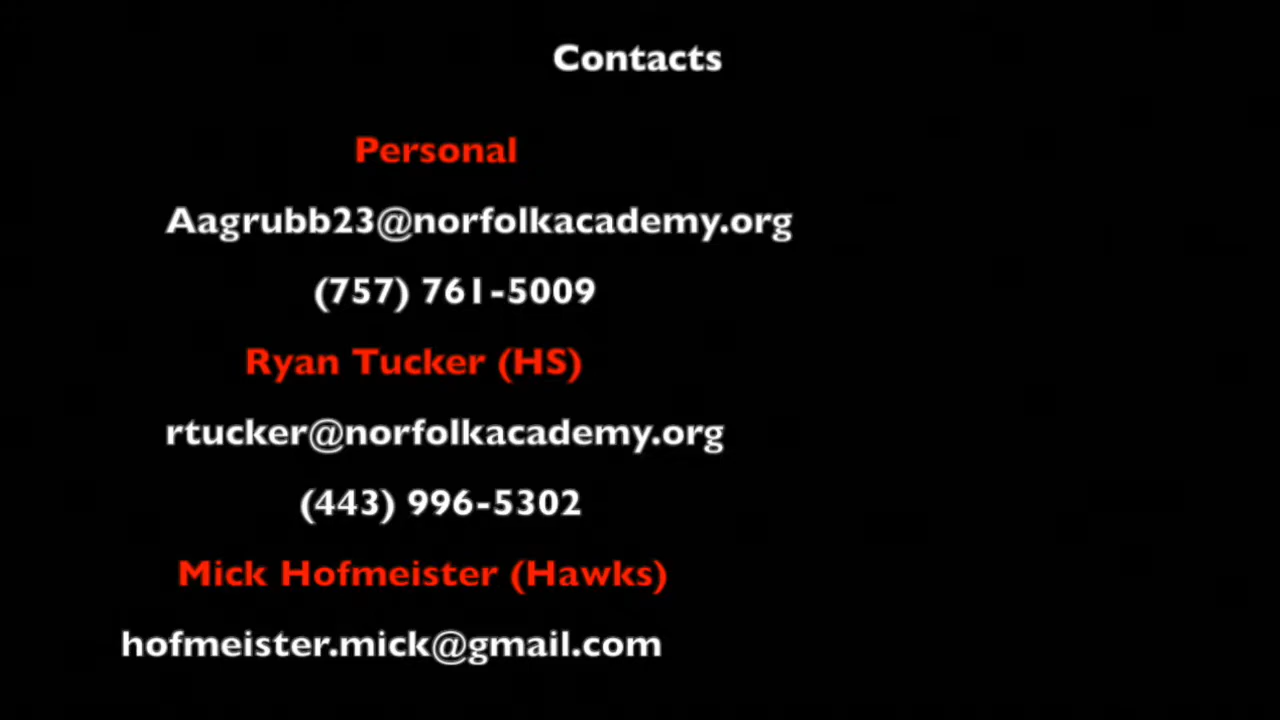 Contacts
Personal
Aagrubb23@norfolkacademy.org
(757) 761-5009
Ryan Tucker (HS)
rtucker@norfolkacademy.org
(443) 996-5302
Mick Hofmeister (Hawks)
hofmeister.mick@gmail.com